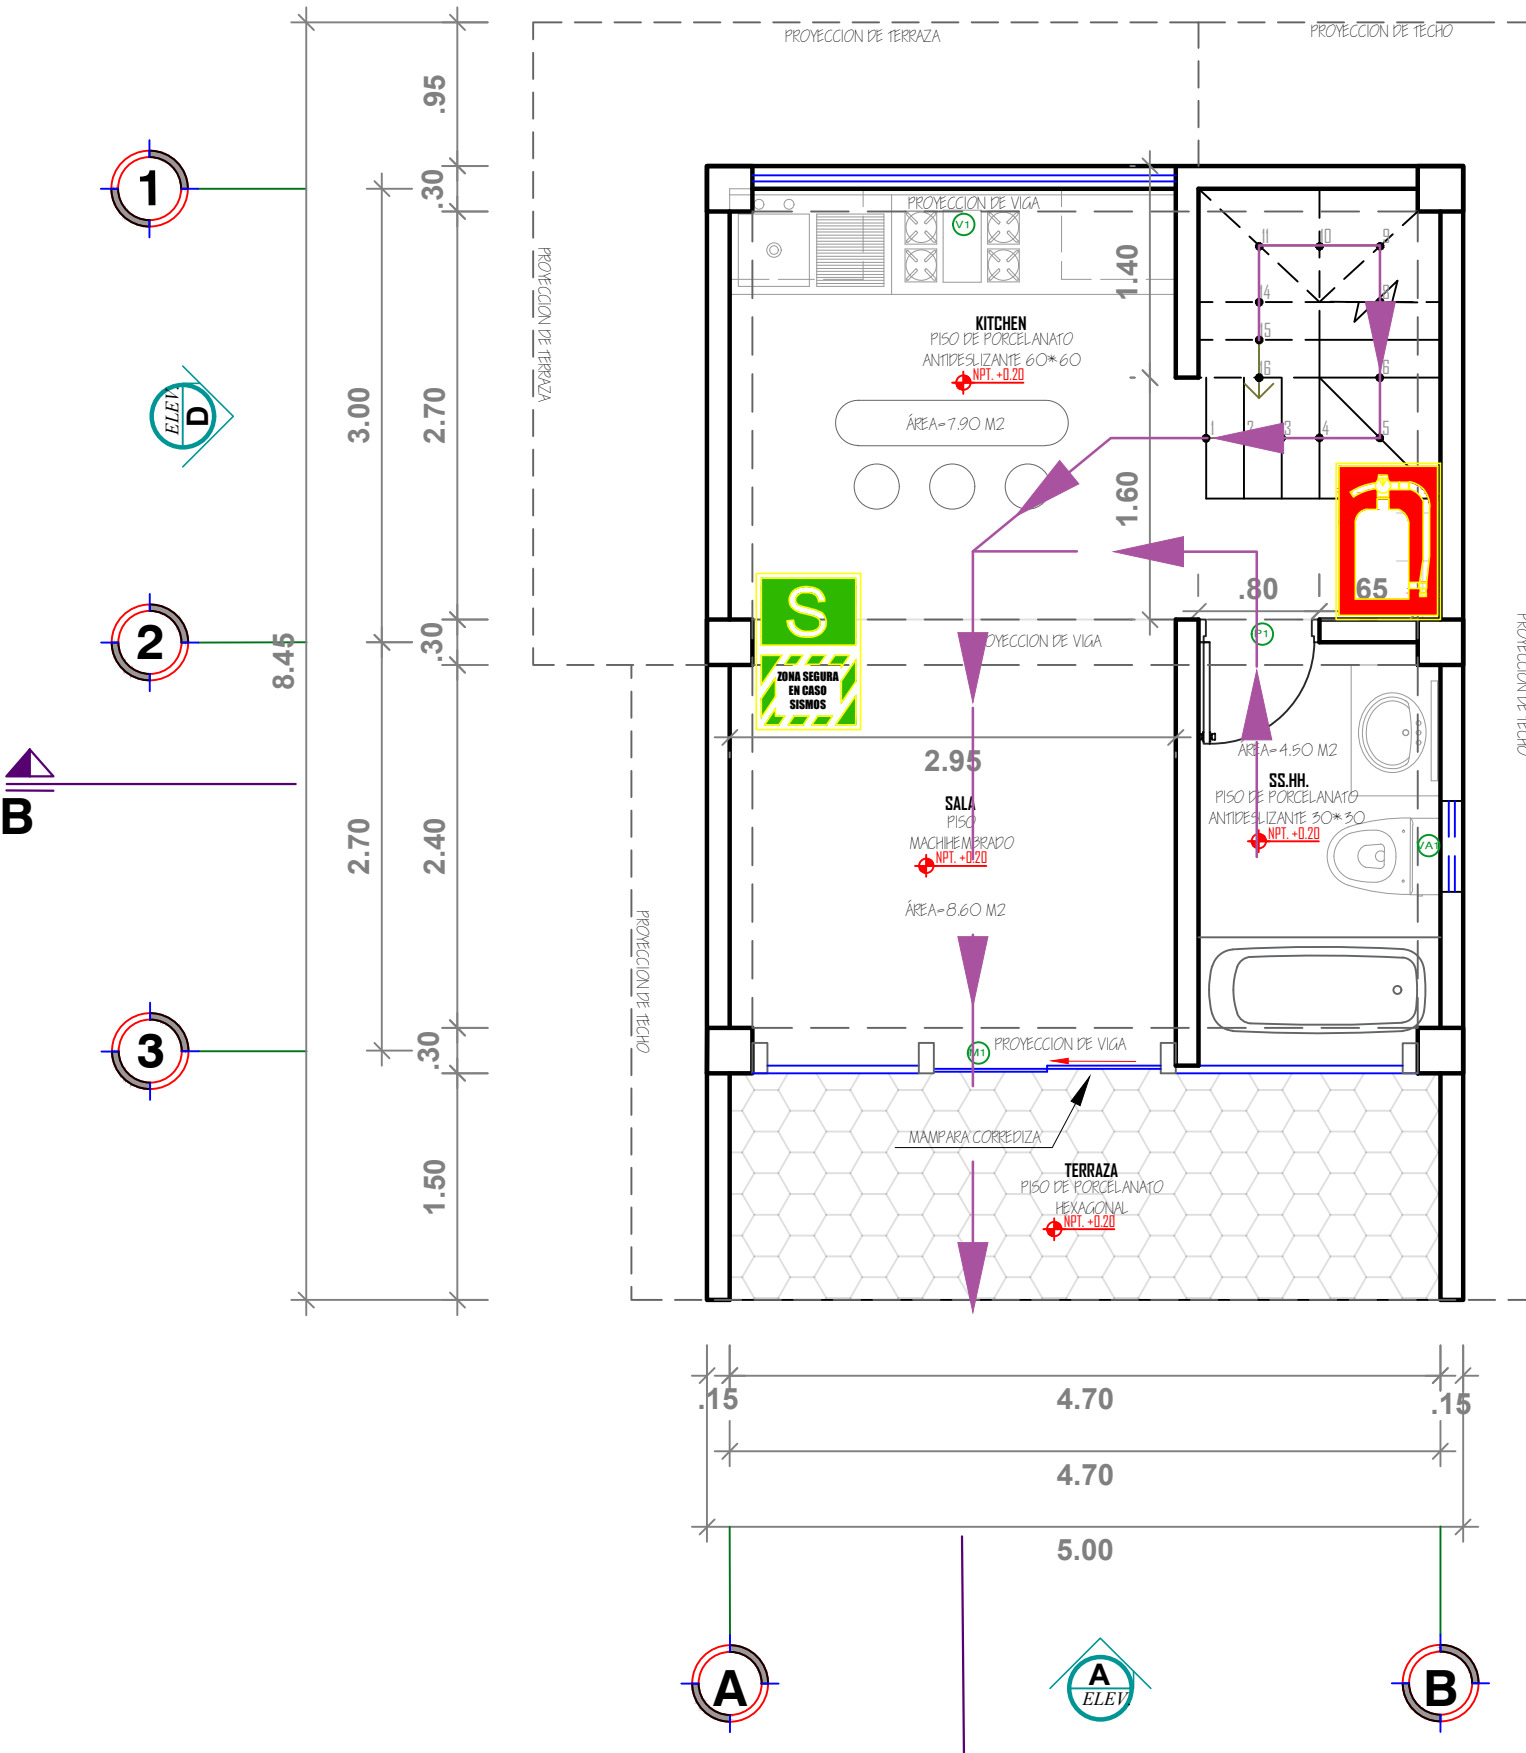 PROYECCION DE TERRAZA
PROYECCION DE TECHO
.95
1
.30
PROYECCION DE VIGA
V1
11
10
9
PROYECCION DE TERRAZA
1.40
14
8
KITCHEN
PISO DE PORCELANATO
ANTIDESLIZANTE 60*60
NPT. +0.20
15
16
6
ELEV.
D
3.00
2.70
ÁREA=7.90 M2
1
2
3
4
5
1.60
S
.80
65
ZONA SEGURA
EN CASO
SISMOS
2
8.45
.30
OYECCION DE VIGA
P1
PROYECCION DE TECHO
2.95
ÁREA=4.50 M2
SS.HH.
PISO DE PORCELANATO
ANTIDESLIZANTE 30*30
NPT. +0.20
VA1
B
SALA
PISO
MACHIHEMBRADO
NPT. +0.20
ÁREA=8.60 M2
2.70
2.40
PROYECCION DE TECHO
3
.30
M1
PROYECCION DE VIGA
MAMPARA CORREDIZA
1.50
TERRAZA
PISO DE PORCELANATO
HEXAGONAL
NPT. +0.20
.15
4.70
.15
4.70
5.00
A
A
ELEV.
B